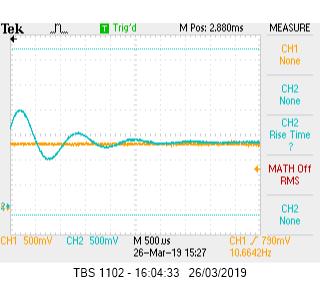 Tek T Trig'd M Pos: 2.880ms MEASURE
CH1
None
CH2
None
CH2
Rise Time
?
MATH Off
RMS
CH2
None
2
CH1 500mV CH2 500mV M 500µs CH1 / 790mV
26-Mar-19 15:27 10.6642Hz
TBS 1102 - 16:04:33 26/03/2019